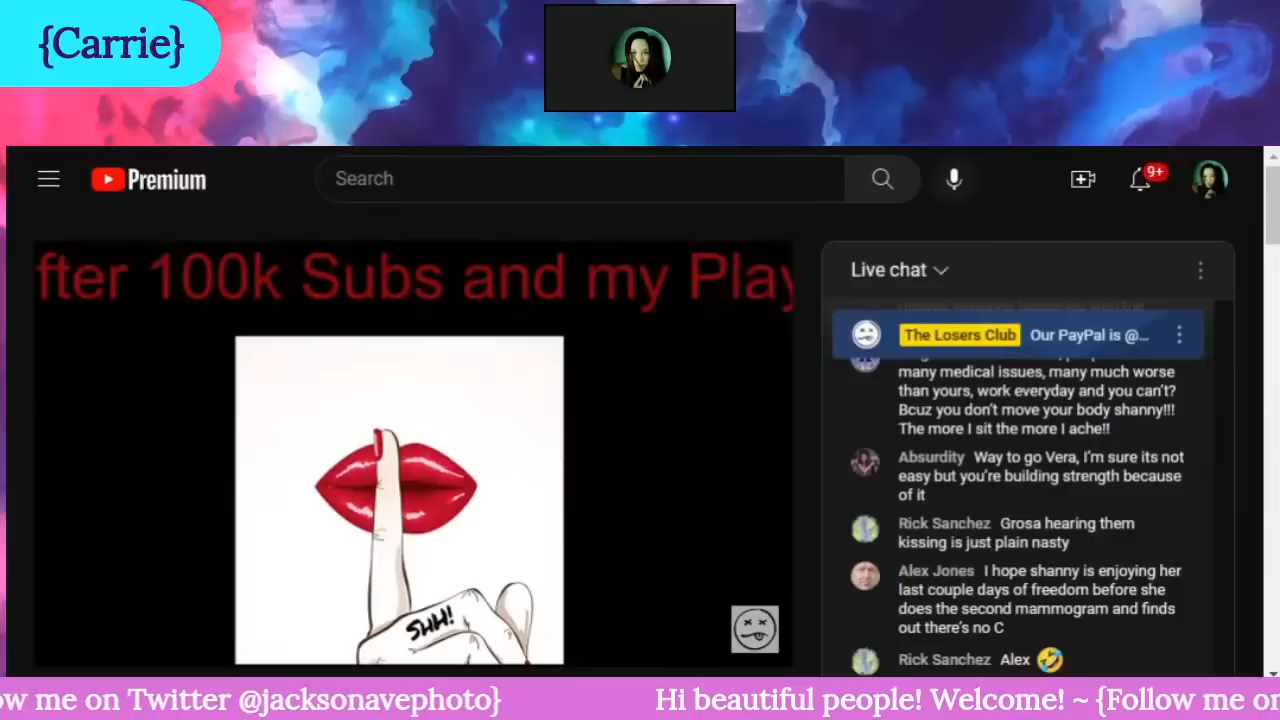 {Carrie}
Premium
Search
9+
fter 100k Subs and my Play
SHH!
Live chat
The Losers Club Our PayPal is @...
many medical issues, many much worse
than yours, work everyday and you can't?
Bcuz you don't move your body shanny!!!
The more I sit the more I ache!!
Absurdity Way to go Vera, I'm sure its not
easy but you're building strength because
of it
Rick Sanchez Grosa hearing them
kissing is just plain nasty
Alex Jones I hope shanny is enjoying her
last couple days of freedom before she
does the second mammogram and finds
out there's no C
Rick Sanchez Alex 🤣
ow me on Twitter @jacksonavephoto} Hi beautiful people! Welcome! ~ {Follow me on